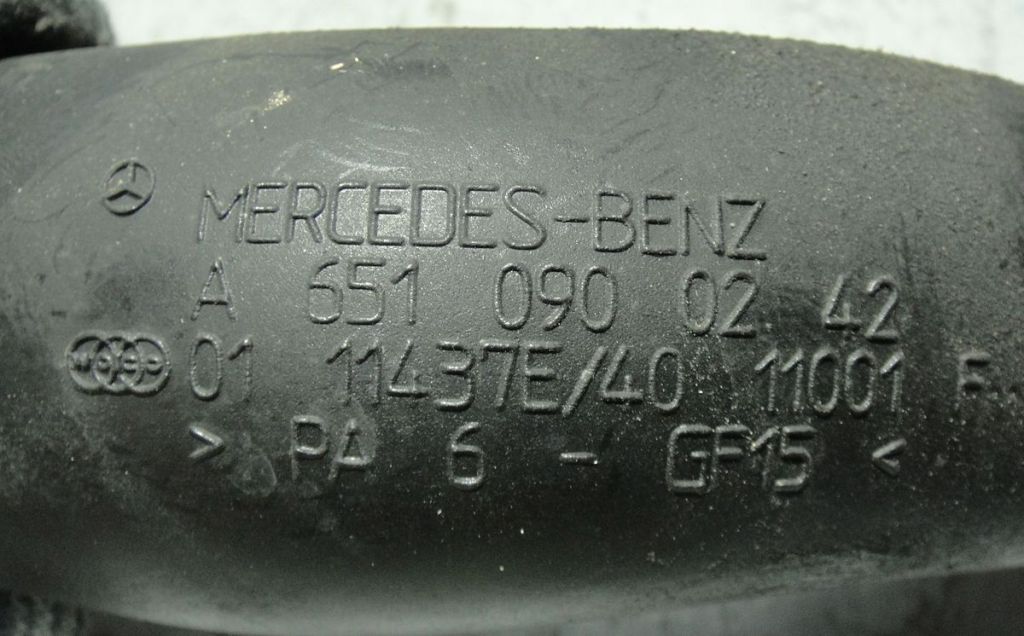 MERCEDES-BENZ
A 651 090 02 42
01 11437E/40 11001 F
> PA 6 - GF15 <